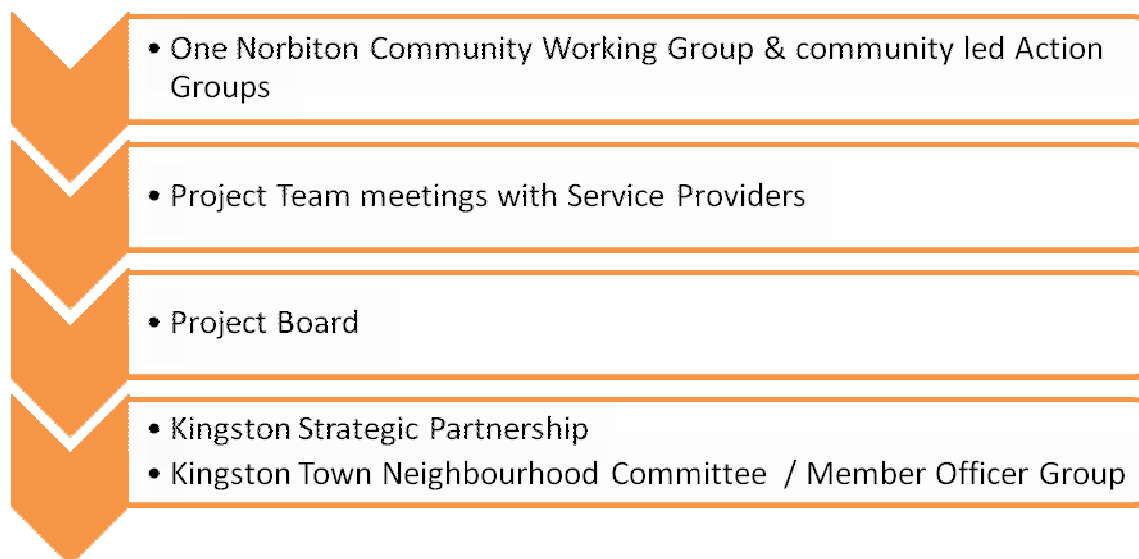 • One Norbiton Community Working Group & community led Action
Groups
• Project Team meetings with Service Providers
• Project Board
• Kingston Strategic Partnership
• Kingston Town Neighbourhood Committee / Member Officer Group